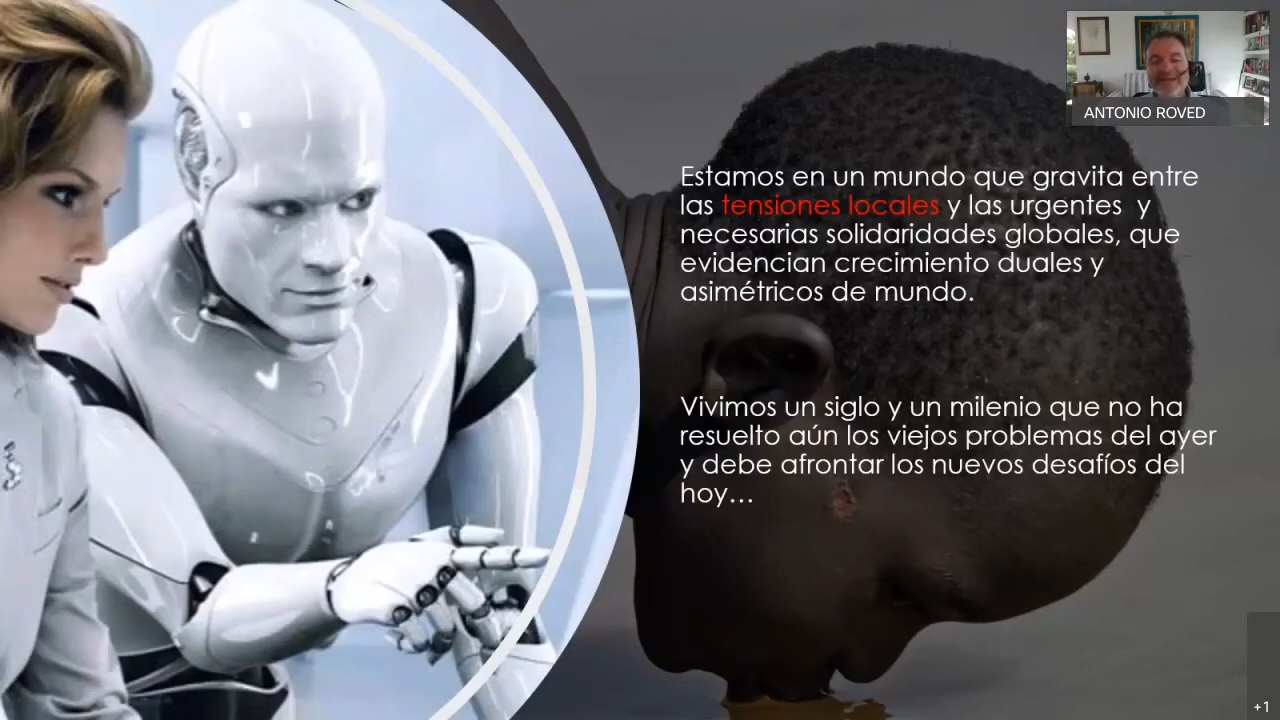 ANTONIO ROVED
Estamos en un mundo que gravita entre
las tensiones locales y las urgentes y
necesarias solidaridades globales, que
evidencian crecimiento duales y
asimétricos de mundo.
Vivimos un siglo y un milenio que no ha
resuelto aún los viejos problemas del ayer
y debe afrontar los nuevos desafíos del
hoy...
+1